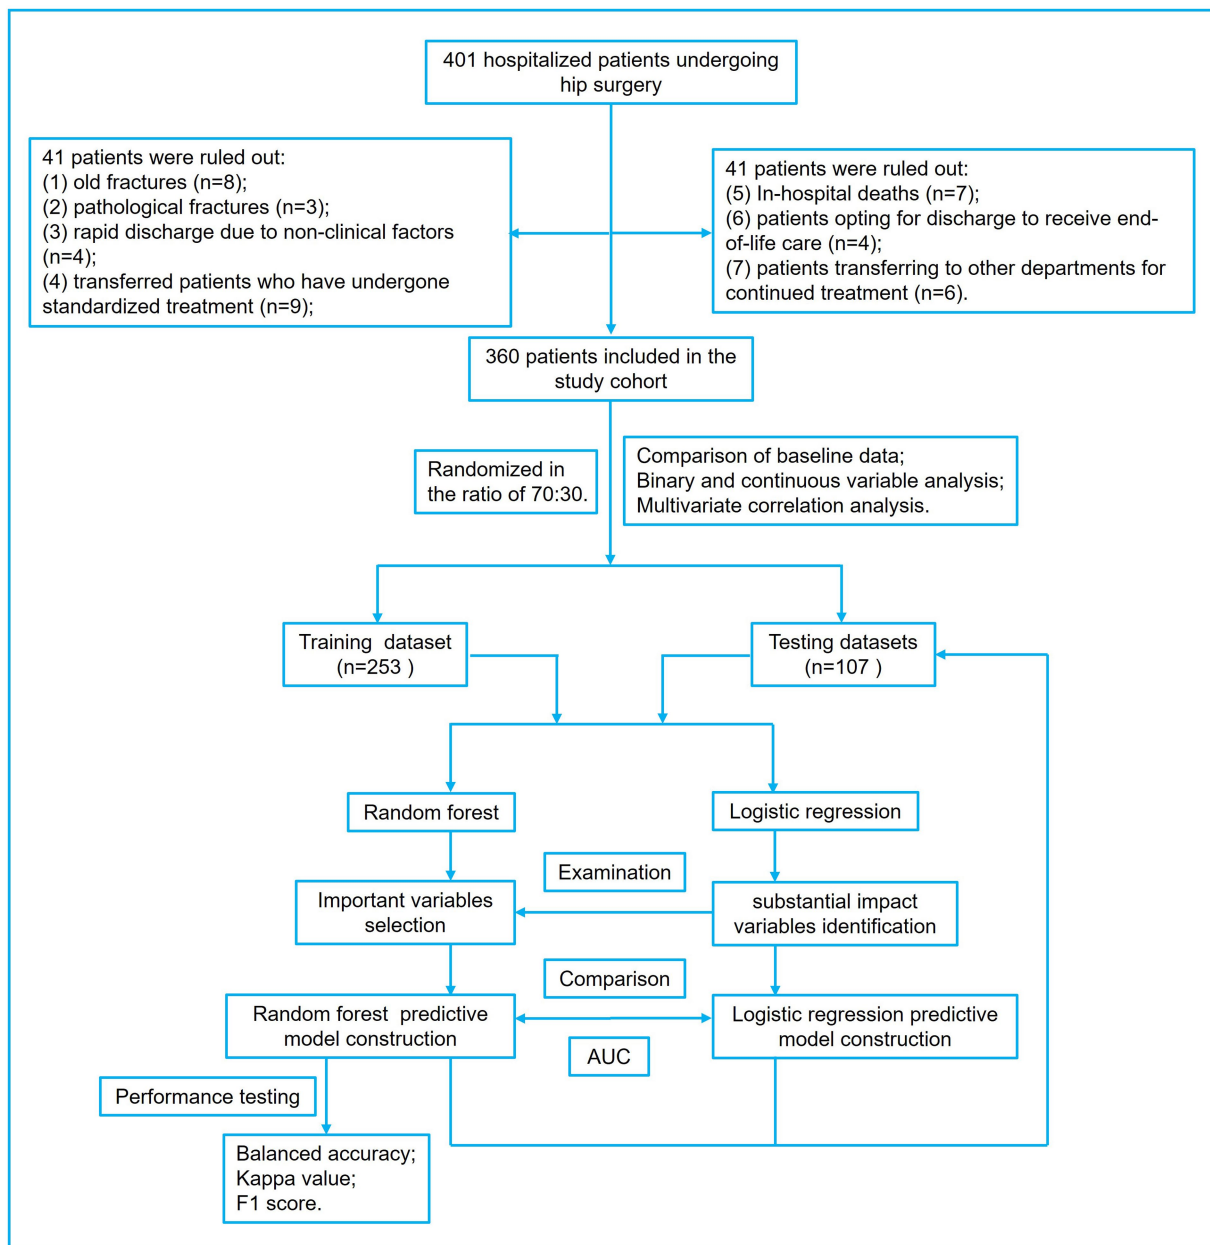 401 hospitalized patients undergoing
hip surgery
41 patients were ruled out:
(1) old fractures (n=8);
(2) pathological fractures (n=3);
(3) rapid discharge due to non-clinical factors
(n=4);
(4) transferred patients who have undergone
standardized treatment (n=9);
41 patients were ruled out:
(5) In-hospital deaths (n=7);
(6) patients opting for discharge to receive end-
of-life care (n=4);
(7) patients transferring to other departments for
continued treatment (n=6).
360 patients included in the
study cohort
Randomized in
the ratio of 70:30.
Comparison of baseline data;
Binary and continuous variable analysis;
Multivariate correlation analysis.
Training dataset
(n=253 )
Testing datasets
(n=107 )
Random forest
Logistic regression
Examination
Important variables
selection
substantial impact
variables identification
Comparison
Random forest predictive
model construction
Logistic regression predictive
model construction
AUC
Performance testing
Balanced accuracy;
Kappa value;
F1 score.